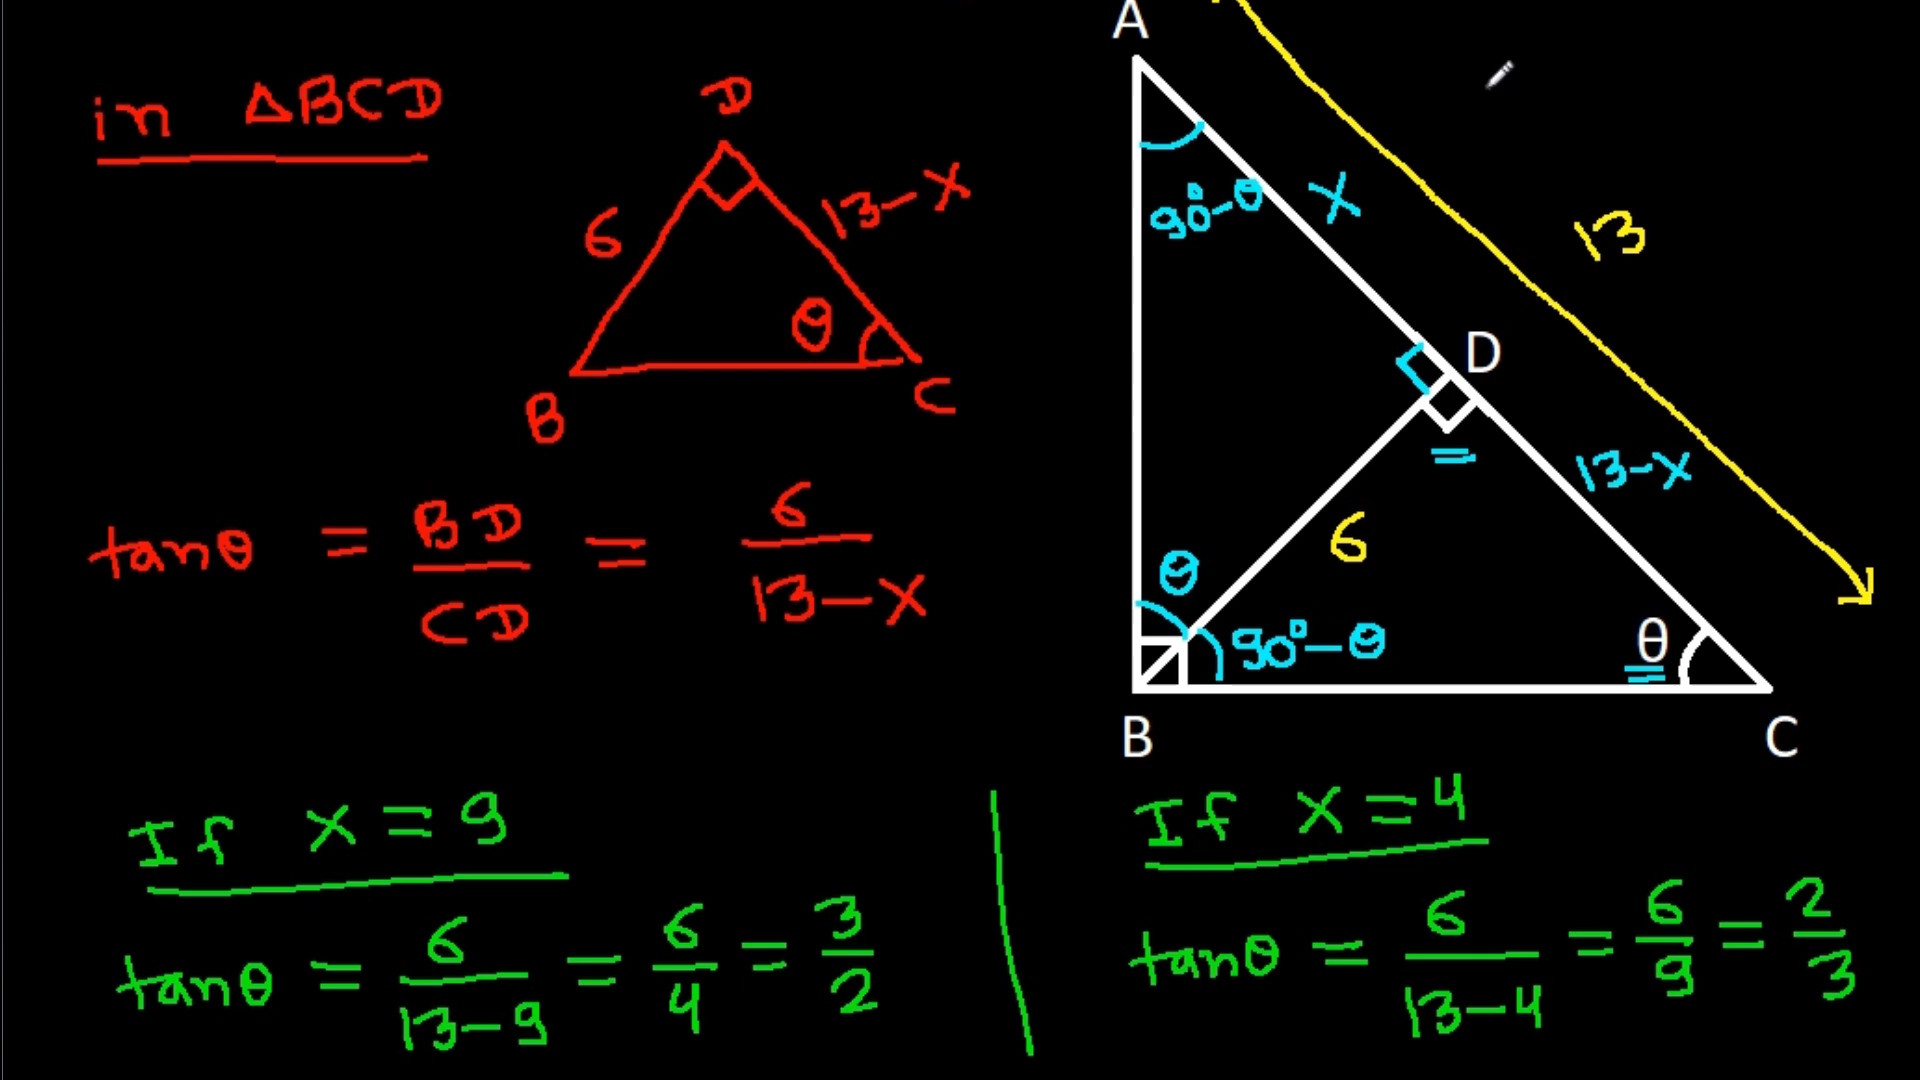 in ΔBCD
D
6
13-x
θ
B
C
tanθ = BD/CD = 6/13-x
A
90°-θ
x
13
D
13-x
6
θ
90°-θ
θ
B
C
If x=9
tanθ = 6/13-9 = 6/4 = 3/2
If x=4
tanθ = 6/13-4 = 6/9 = 2/3